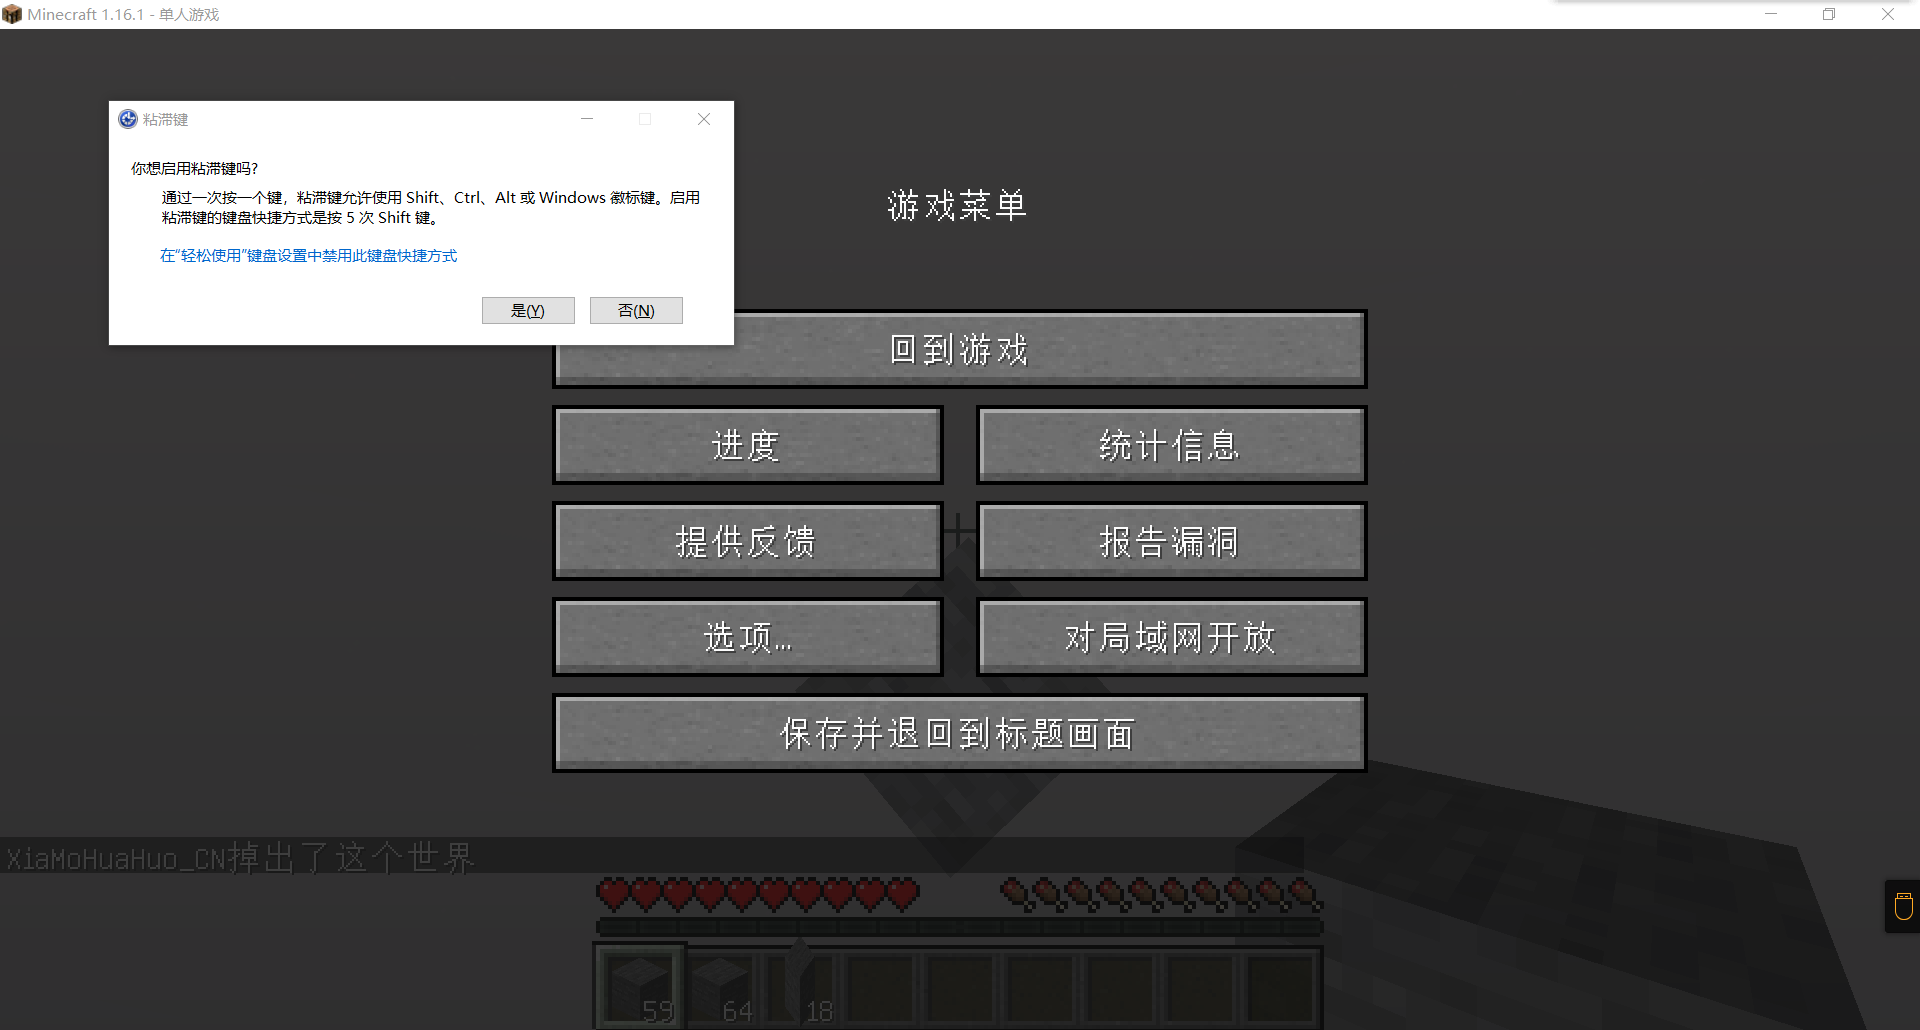 Minecraft 1.16.1 - 单人游戏
粘滞键
你想启用粘滞键吗?
通过一次按一个键，粘滞键允许使用 Shift、Ctrl、Alt 或 Windows 徽标键。启用
粘滞键的键盘快捷方式是按 5 次 Shift 键。
在"轻松使用"键盘设置中禁用此键盘快捷方式
是(Y)
否(N)
游戏菜单
回到游戏
进度
统计信息
提供反馈
报告漏洞
选项...
对局域网开放
保存并退回到标题画面
XiaMoHuaHuo_CN掉出了这个世界
59
64
18